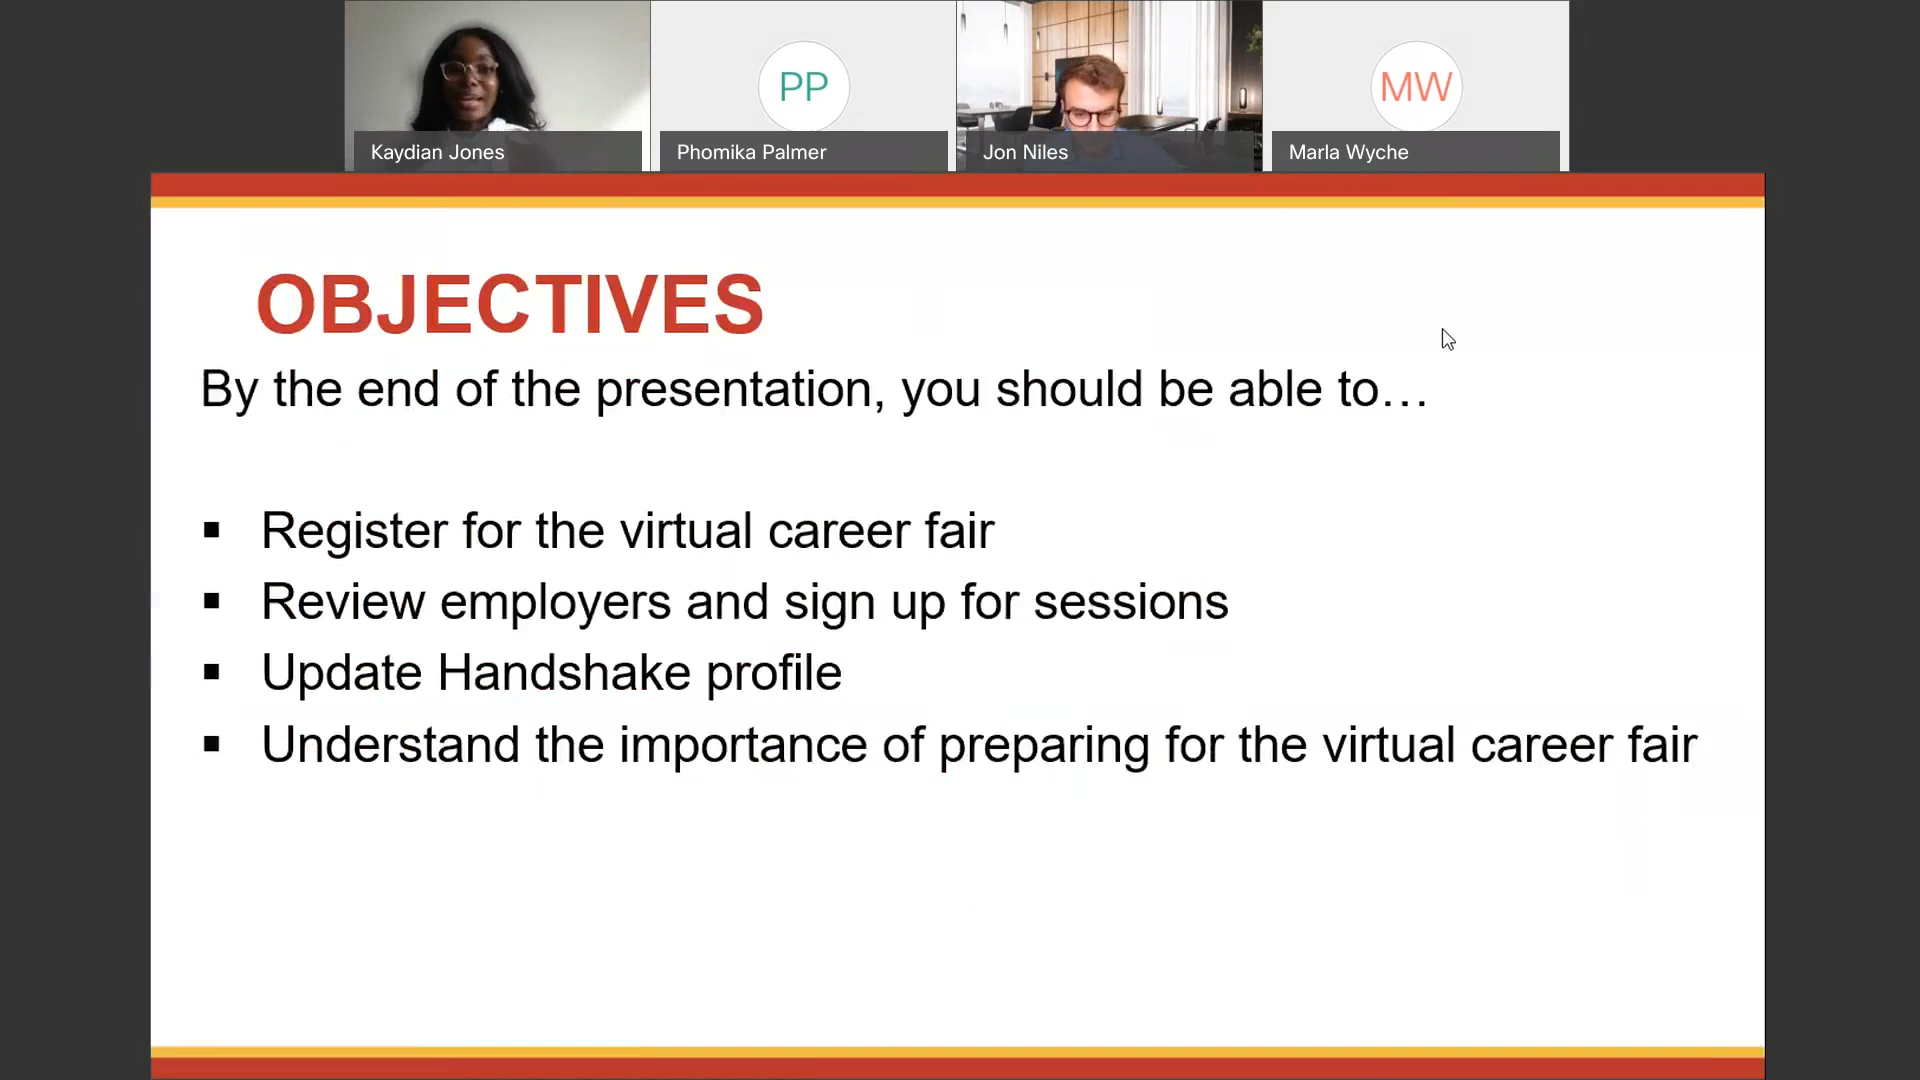 PP
MW
Kaydian Jones
Phomika Palmer
Jon Niles
Marla Wyche
OBJECTIVES
By the end of the presentation, you should be able to…
▪ Register for the virtual career fair
▪ Review employers and sign up for sessions
▪ Update Handshake profile
▪ Understand the importance of preparing for the virtual career fair